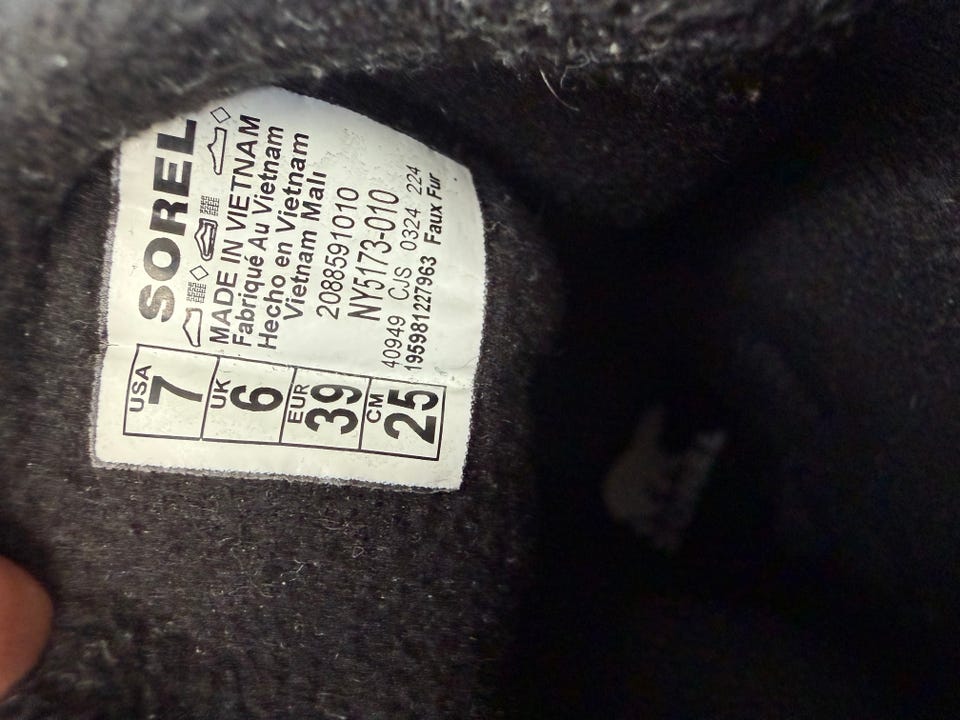 SOREL
MADE IN VIETNAM
Fabriqué Au Vietnam
Hecho en Vietnam
Vietnam Malı
2088591010
NY5173-010
40949 CJS 0324 224
195981227963 Faux Fur
USA 7
UK 6
EUR 39
CM 25